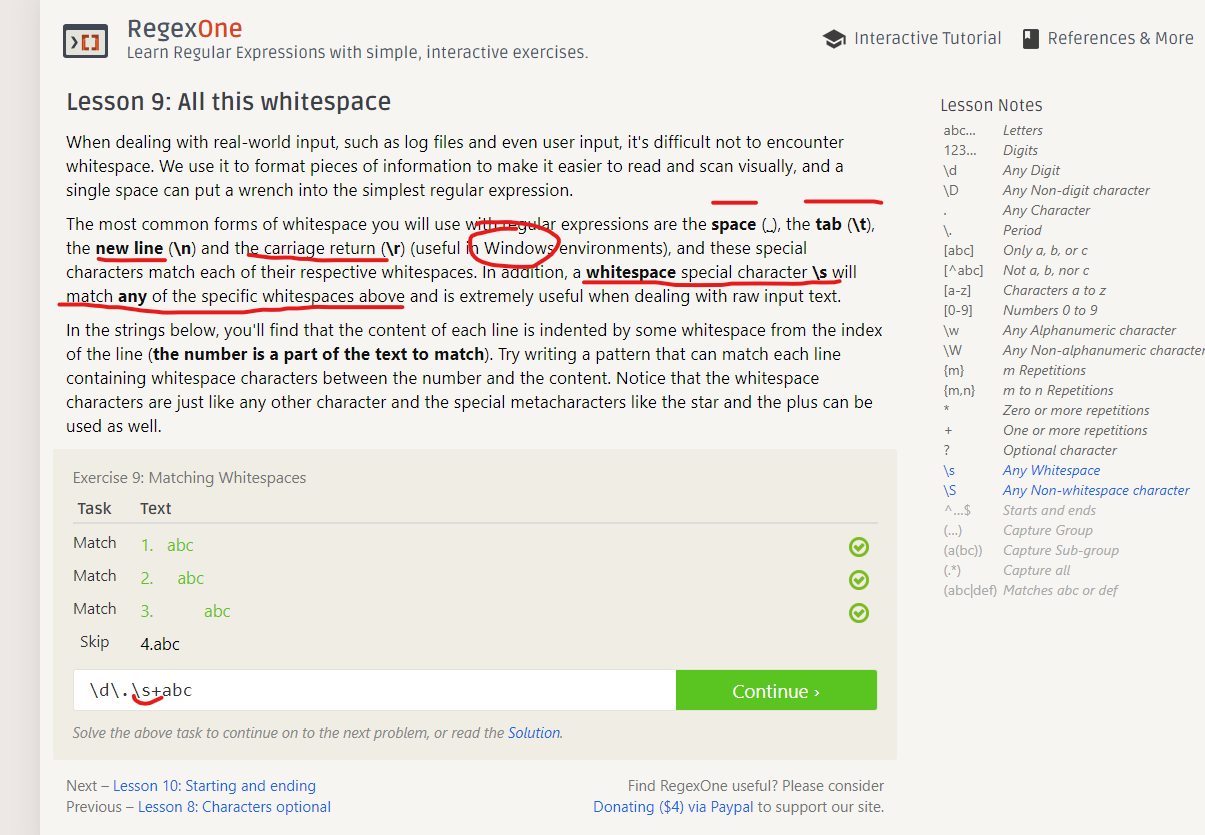 RegexOne
Learn Regular Expressions with simple, interactive exercises.
Interactive Tutorial
References & More
Lesson 9: All this whitespace
When dealing with real-world input, such as log files and even user input, it's difficult not to encounter
whitespace. We use it to format pieces of information to make it easier to read and scan visually, and a
single space can put a wrench into the simplest regular expression.
The most common forms of whitespace you will use with regular expressions are the space (_), the tab (\t),
the new line (\n) and the carriage return (\r) (useful in Windows environments), and these special
characters match each of their respective whitespaces. In addition, a whitespace special character \s will
match any of the specific whitespaces above and is extremely useful when dealing with raw input text.
In the strings below, you'll find that the content of each line is indented by some whitespace from the index
of the line (the number is a part of the text to match). Try writing a pattern that can match each line
containing whitespace characters between the number and the content. Notice that the whitespace
characters are just like any other character and the special metacharacters like the star and the plus can be
used as well.
Exercise 9: Matching Whitespaces
Task Text
Match 1. abc
Match 2. abc
Match 3. abc
Skip 4.abc
\d\.\s+abc
Continue ›
Solve the above task to continue on to the next problem, or read the Solution.
Next – Lesson 10: Starting and ending
Previous – Lesson 8: Characters optional
Find RegexOne useful? Please consider
Donating ($4) via Paypal to support our site.
Lesson Notes
abc… Letters
123… Digits
\d Any Digit
\D Any Non-digit character
. Any Character
\. Period
[abc] Only a, b, or c
[^abc] Not a, b, nor c
[a-z] Characters a to z
[0-9] Numbers 0 to 9
\w Any Alphanumeric character
\W Any Non-alphanumeric character
{m} m Repetitions
{m,n} m to n Repetitions
* Zero or more repetitions
+ One or more repetitions
? Optional character
\s Any Whitespace
\S Any Non-whitespace character
^…$ Starts and ends
(…) Capture Group
(a(bc)) Capture Sub-group
(.*) Capture all
(abc|def) Matches abc or def